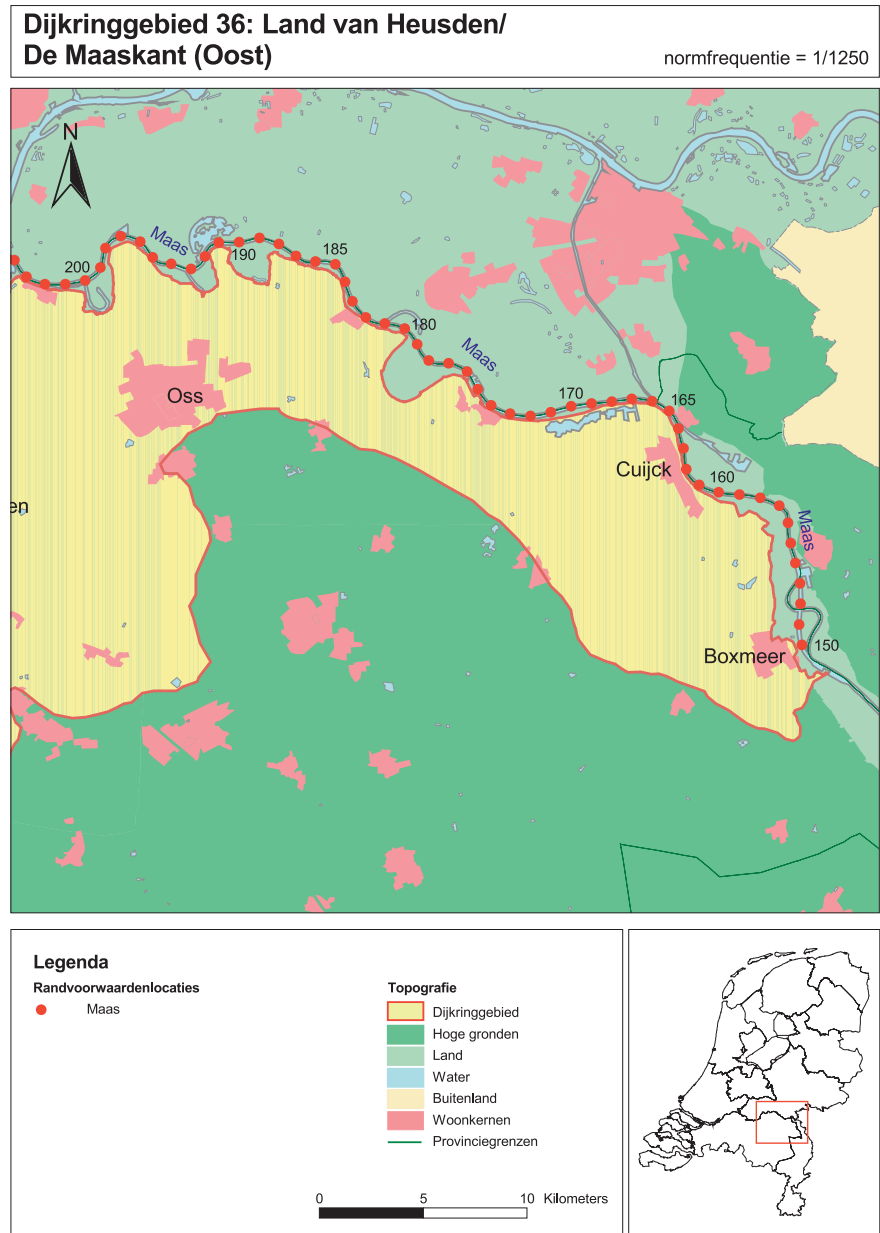 Dijkringgebied 36: Land van Heusden/
De Maaskant (Oost)
normfrequentie = 1/1250
N
Maas
200
190
185
180
Maas
Oss
170
165
Cuijck
160
en
Maas
Boxmeer
150
Legenda
Randvoorwaardenlocaties
Maas
Topografie
Dijkringgebied
Hoge gronden
Land
Water
Buitenland
Woonkernen
Provinciegrenzen
0 5 10 Kilometers